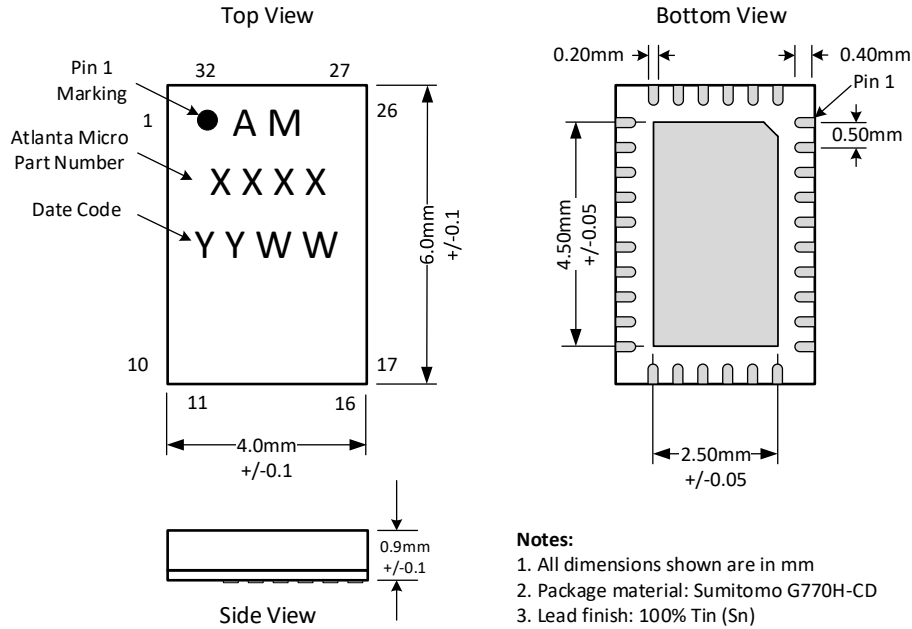 Top View
Bottom View
Pin 1
Marking
32
27
1
26
A M
Atlanta Micro
Part Number
X X X X
Date Code
Y Y W W
6.0mm
+/-0.1
10
17
11
16
4.0mm
+/-0.1
0.20mm
0.40mm
Pin 1
0.50mm
4.50mm
+/-0.05
2.50mm
+/-0.05
0.9mm
+/-0.1
Side View
Notes:
1. All dimensions shown are in mm
2. Package material: Sumitomo G770H-CD
3. Lead finish: 100% Tin (Sn)